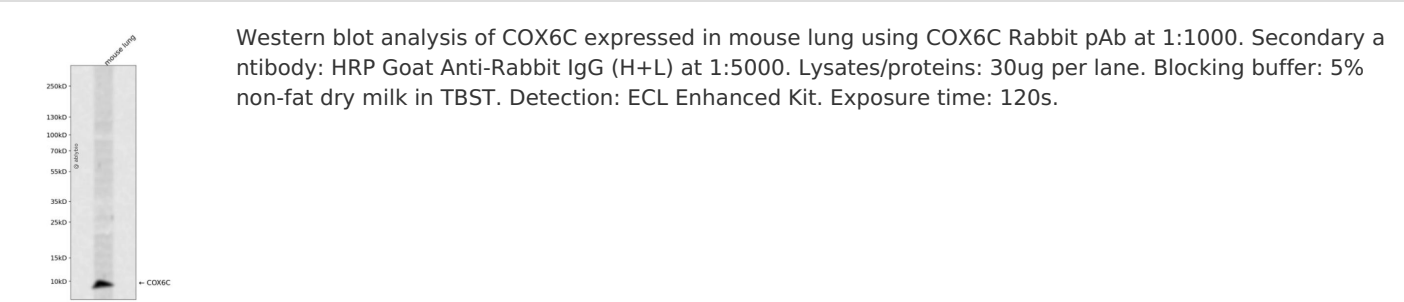 mouse lung
Western blot analysis of COX6C expressed in mouse lung using COX6C Rabbit pAb at 1:1000. Secondary a
ntibody: HRP Goat Anti-Rabbit IgG (H+L) at 1:5000. Lysates/proteins: 30ug per lane. Blocking buffer: 5%
non-fat dry milk in TBST. Detection: ECL Enhanced Kit. Exposure time: 120s.
250kD
130kD
100kD
70kD
55kD
35kD
25kD
15kD
10kD
← COX6C